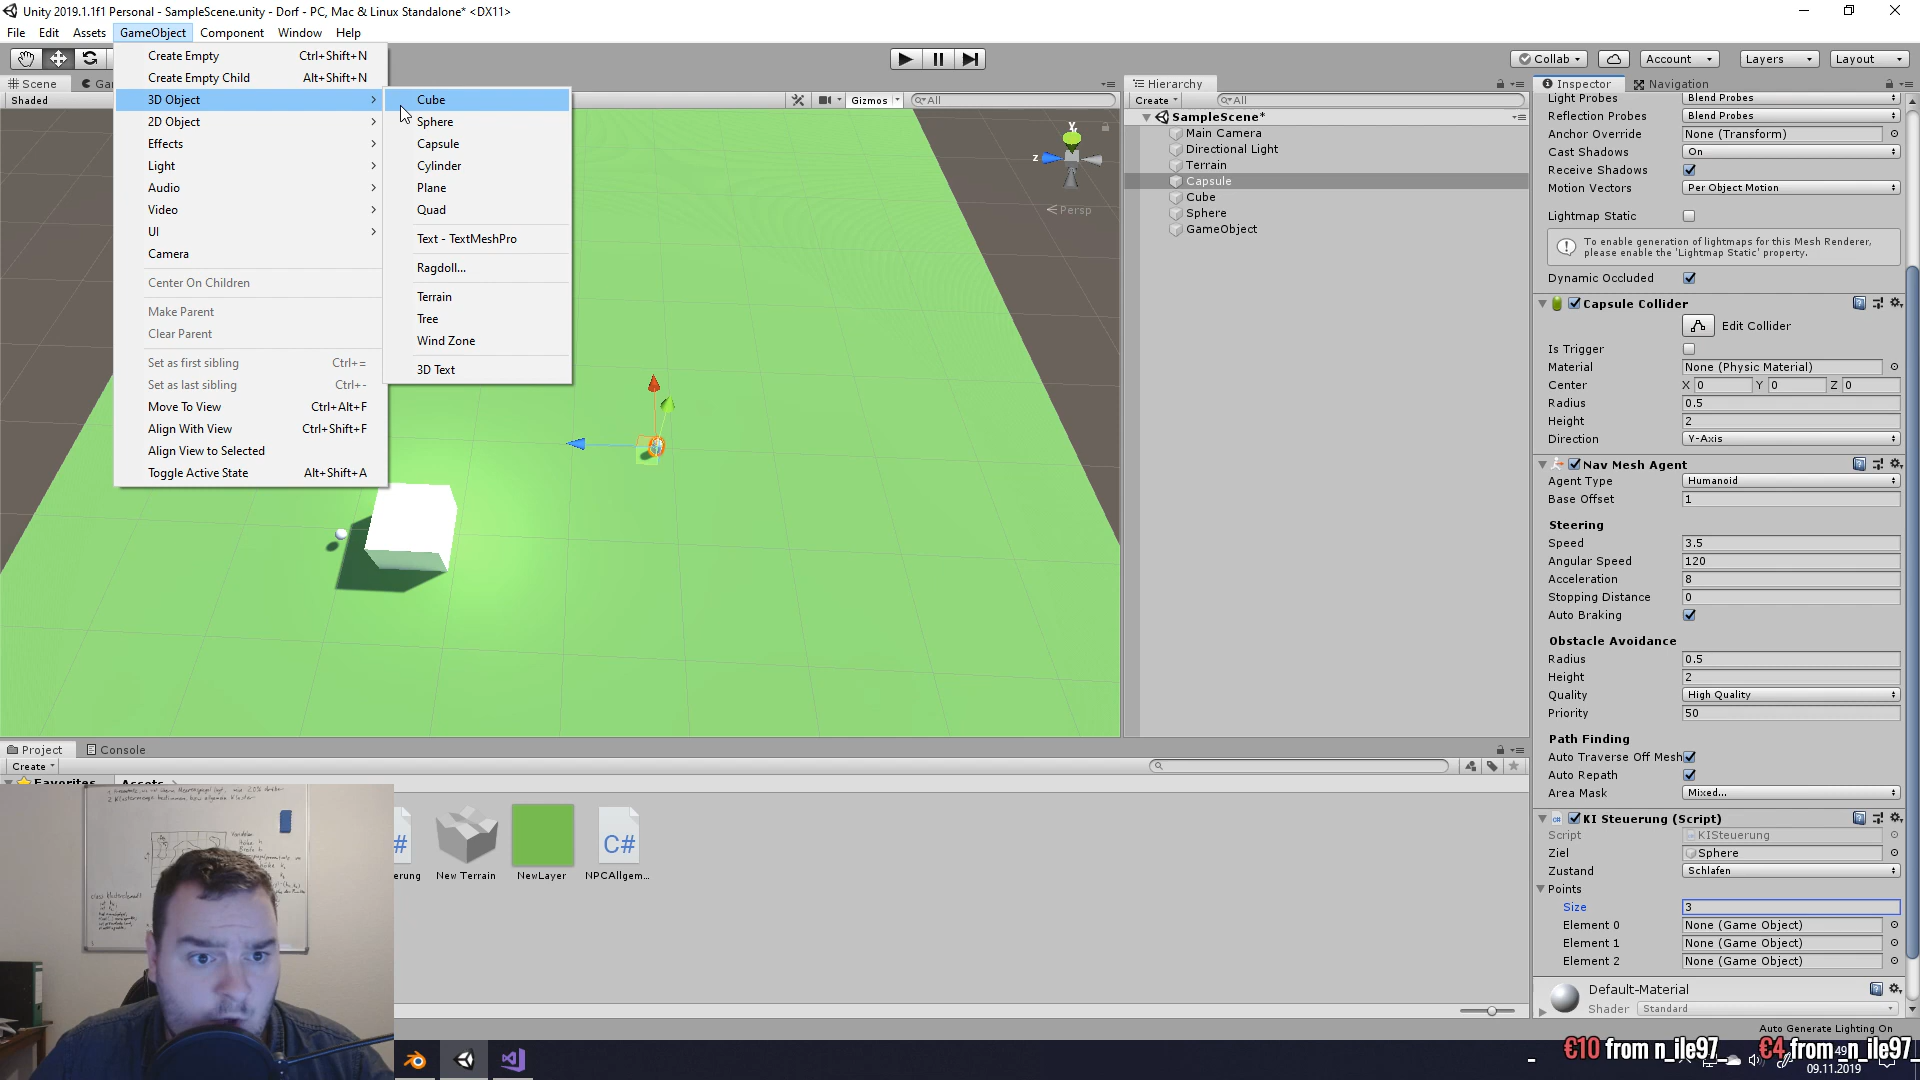 Unity 2019.1.1f1 Personal - SampleScene.unity - Dorf - PC, Mac & Linux Standalone* <DX11>
File Edit Assets GameObject Component Window Help
Collab Account Layers Layout
Scene
Shaded
Gizmos All
Create Empty Ctrl+Shift+N
Create Empty Child Alt+Shift+N
3D Object
2D Object
Effects
Light
Audio
Video
UI
Camera
Center On Children
Make Parent
Clear Parent
Set as first sibling Ctrl+=
Set as last sibling Ctrl+-
Move To View Ctrl+Alt+F
Align With View Ctrl+Shift+F
Align View to Selected
Toggle Active State Alt+Shift+A
Cube
Sphere
Capsule
Cylinder
Plane
Quad
Text - TextMeshPro
Ragdoll...
Terrain
Tree
Wind Zone
3D Text
y
z
Persp
Hierarchy
Create All
SampleScene*
Main Camera
Directional Light
Terrain
Capsule
Cube
Sphere
GameObject
Inspector Navigation
Light Probes Blend Probes
Reflection Probes Blend Probes
Anchor Override None (Transform)
Cast Shadows On
Receive Shadows
Motion Vectors Per Object Motion
Lightmap Static
To enable generation of lightmaps for this Mesh Renderer,
please enable the 'Lightmap Static' property.
Dynamic Occluded
Capsule Collider
Edit Collider
Is Trigger
Material None (Physic Material)
Center X 0 Y 0 Z 0
Radius 0.5
Height 2
Direction Y-Axis
Nav Mesh Agent
Agent Type Humanoid
Base Offset 1
Steering
Speed 3.5
Angular Speed 120
Acceleration 8
Stopping Distance 0
Auto Braking
Obstacle Avoidance
Radius 0.5
Height 2
Quality High Quality
Priority 50
Path Finding
Auto Traverse Off Mesh
Auto Repath
Area Mask Mixed...
KI Steuerung (Script)
Script KISteuerung
Ziel Sphere
Zustand Schlafen
Points
Size 3
Element 0 None (Game Object)
Element 1 None (Game Object)
Element 2 None (Game Object)
Default-Material
Shader Standard
Auto Generate Lighting On
Project Console
Create
Favorites Assets
C#
erung New Terrain NewLayer NPCAllgem...
€10 from n_ile97_ €4 from n_ile97_
09.11.2019